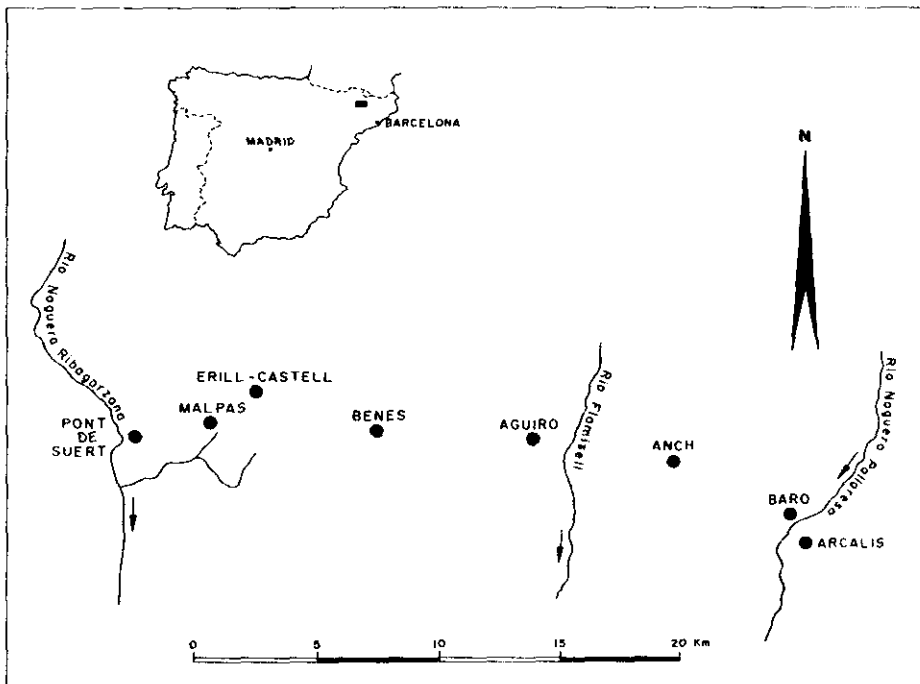 BARCELONA
MADRID
N
Rio Noguera Ribagorzana
ERILL-CASTELL
MALPAS
PONT
DE
SUERT
BENES
AGUIRO
Rio Flamisell
ANCH
Rio Noguera Pallaresa
BARO
ARCALIS
0 5 10 15 20 Km